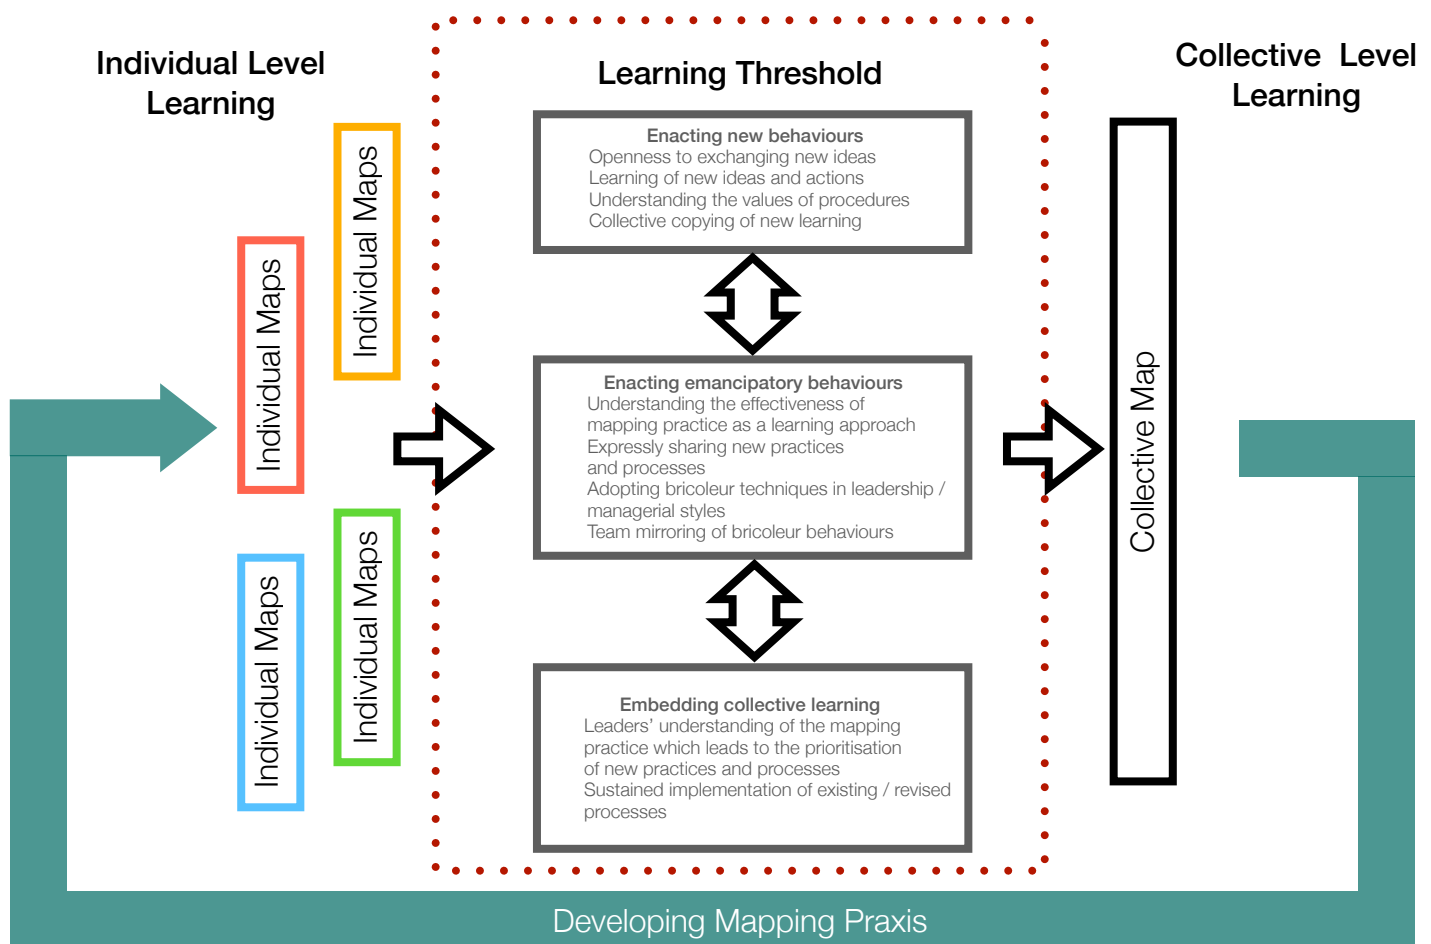 Individual Level
Learning
Learning Threshold
Collective Level
Learning
Individual Maps
Individual Maps
Individual Maps
Individual Maps
Enacting new behaviours
Openness to exchanging new ideas
Learning of new ideas and actions
Understanding the values of procedures
Collective copying of new learning
Enacting emancipatory behaviours
Understanding the effectiveness of
mapping practice as a learning approach
Expressly sharing new practices
and processes
Adopting bricoleur techniques in leadership /
managerial styles
Team mirroring of bricoleur behaviours
Embedding collective learning
Leaders’ understanding of the mapping
practice which leads to the prioritisation
of new practices and processes
Sustained implementation of existing / revised
processes
Collective Map
Developing Mapping Praxis